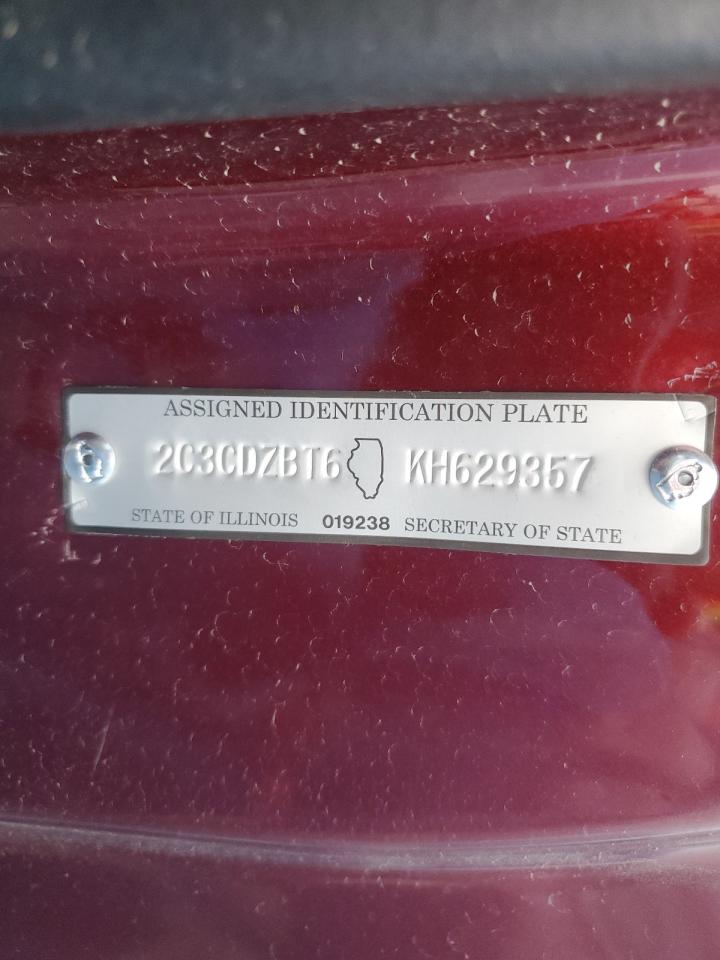 ASSIGNED IDENTIFICATION PLATE
2C3CDZBT6 KH629357
STATE OF ILLINOIS 019238 SECRETARY OF STATE